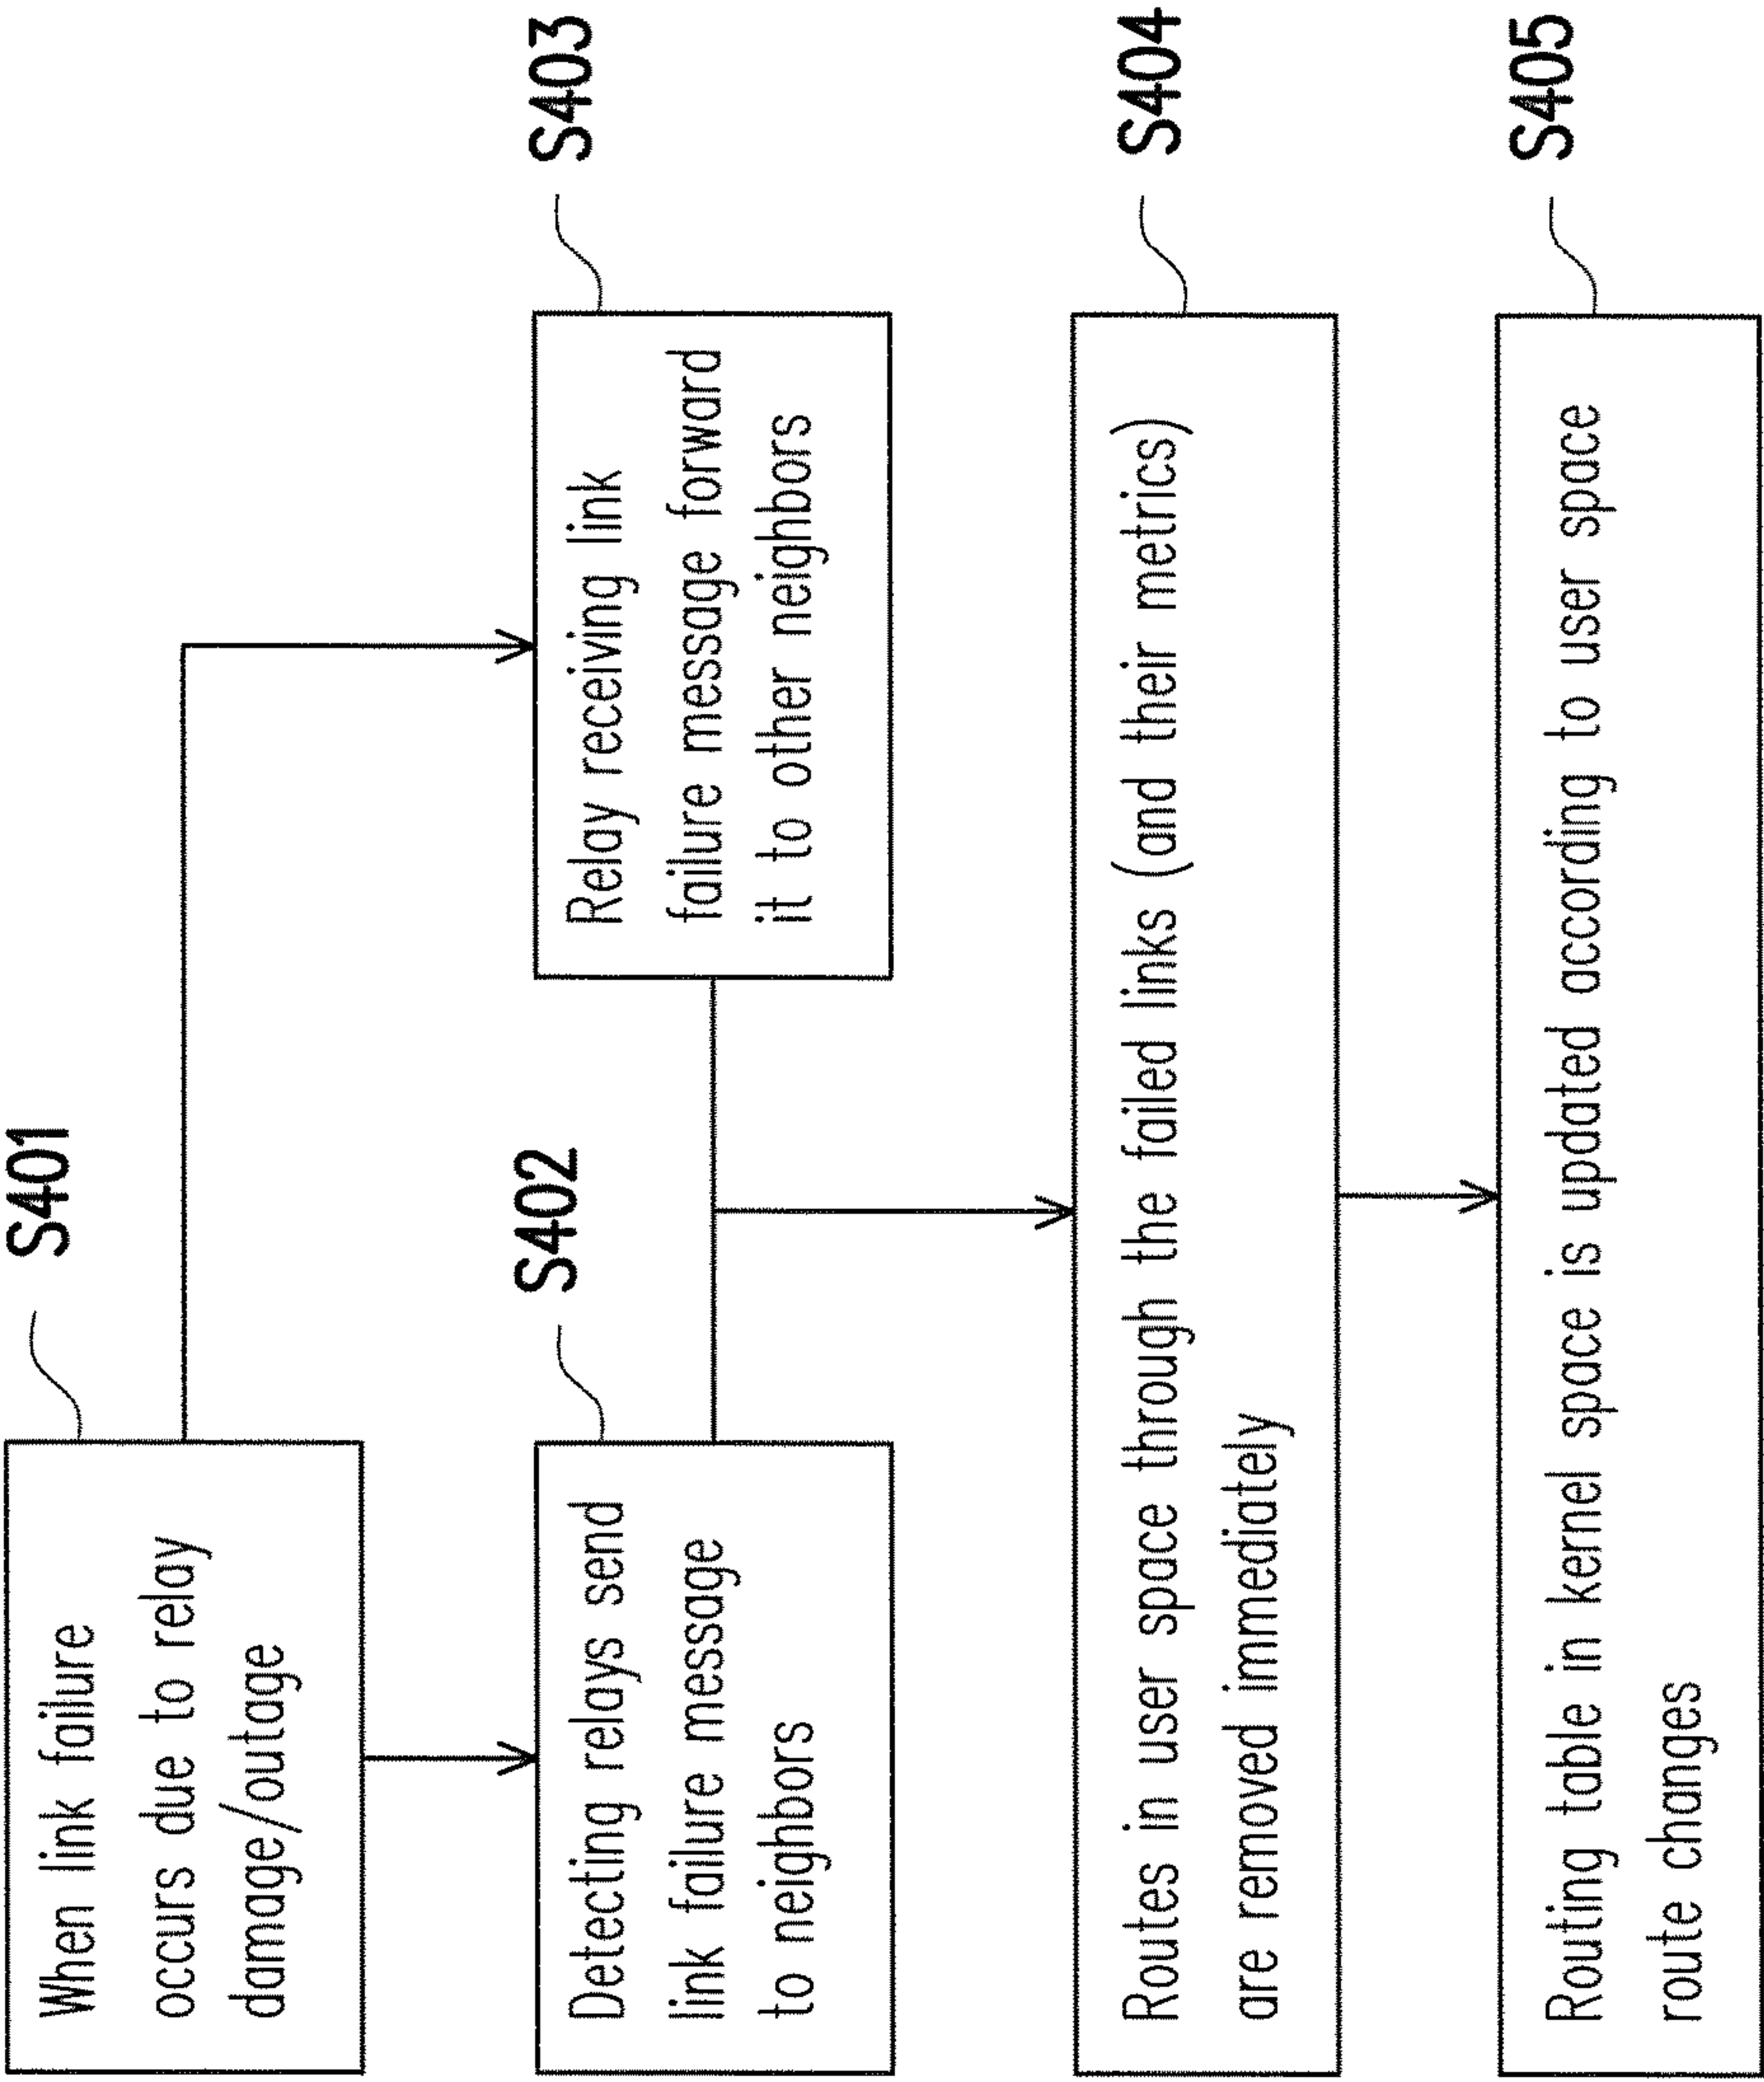 S401
When link failure
occurs due to relay
damage/outage
S402
Detecting relays send
link failure message
to neighbors
S403
Relay receiving link
failure message forward
it to other neighbors
S404
Routes in user space through the failed links (and their metrics)
are removed immediately
S405
Routing table in kernel space is updated according to user space
route changes